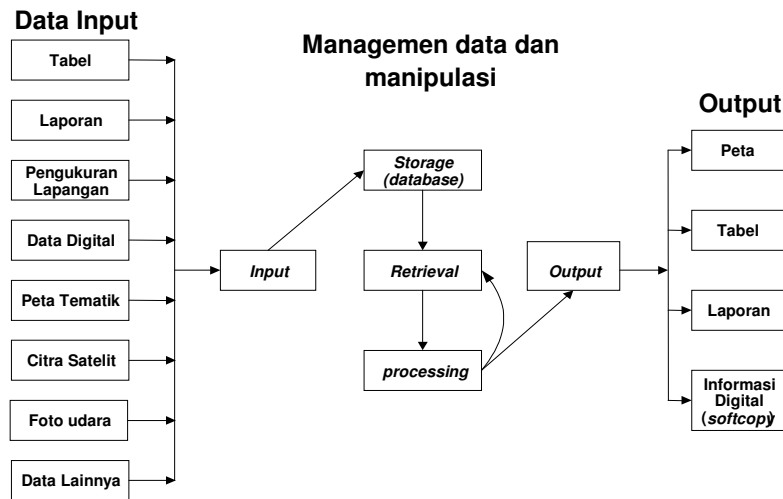 Data Input
Tabel
Laporan
Pengukuran
Lapangan
Data Digital
Peta Tematik
Citra Satelit
Foto udara
Data Lainnya
Managemen data dan
manipulasi
Input
Storage
(database)
Retrieval
processing
Output
Output
Peta
Tabel
Laporan
Informasi
Digital
(softcopy)